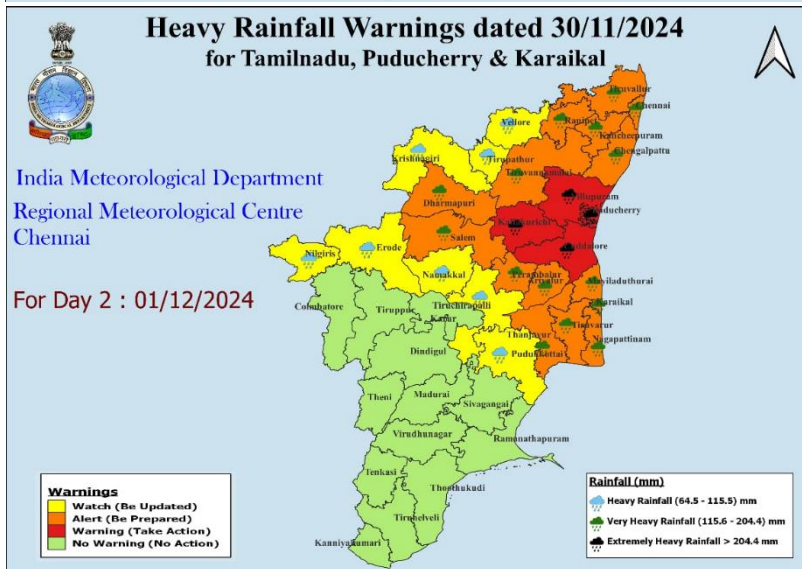 Heavy Rainfall Warnings dated 30/11/2024
for Tamilnadu, Puducherry & Karaikal
India Meteorological Department
Regional Meteorological Centre
Chennai
For Day 2 : 01/12/2024
Tiruvallur
Chennai
Vellore
Ranipet
Kancheepuram
Krishnagiri
Tirupathur
Chengalpattu
Tiruvannamalai
Dharmapuri
Villupuram
Puducherry
Kallakurichi
Salem
Cuddalore
Nilgiris
Erode
Namakkal
Perambalur
Ariyalur
Mayiladuthurai
Coimbatore
Tiruppur
Tiruchirapalli
Karur
Karaikal
Thanjavur
Tiruvarur
Nagapattinam
Dindigul
Pudukkottai
Theni
Madurai
Sivagangai
Virudhunagar
Ramanathapuram
Tenkasi
Thoothukudi
Tirunelveli
Kanniyakumari
Warnings
Watch (Be Updated)
Alert (Be Prepared)
Warning (Take Action)
No Warning (No Action)
Rainfall (mm)
Heavy Rainfall (64.5 - 115.5) mm
Very Heavy Rainfall (115.6 - 204.4) mm
Extremely Heavy Rainfall > 204.4 mm